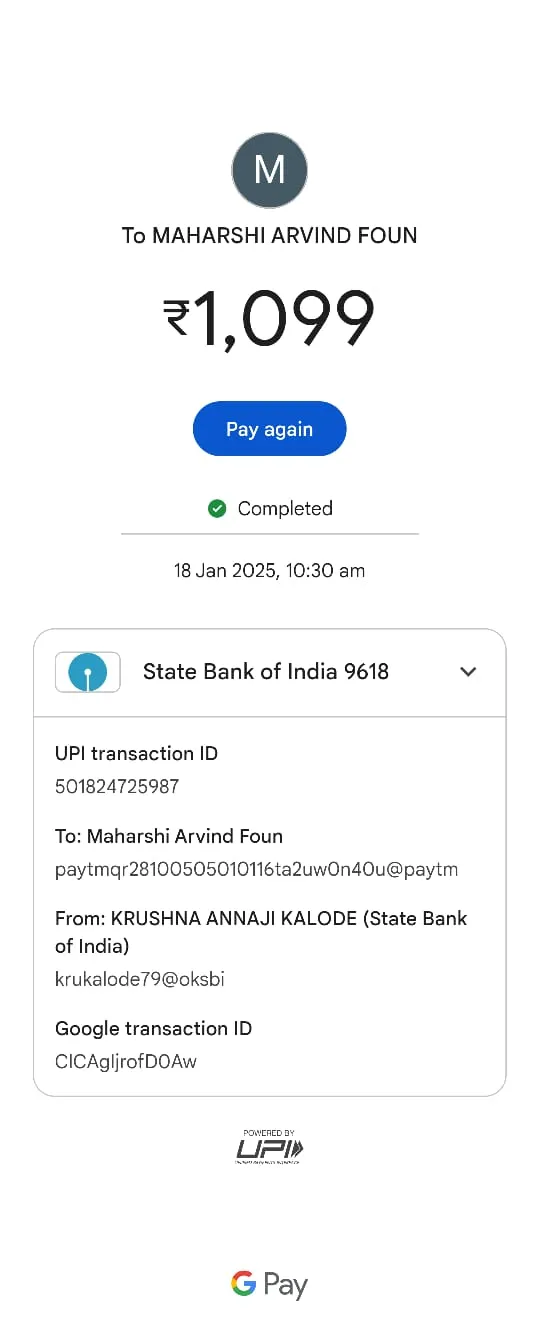 M
To MAHARSHI ARVIND FOUN
₹1,099
Pay again
Completed
18 Jan 2025, 10:30 am
State Bank of India 9618
UPI transaction ID
501824725987
To: Maharshi Arvind Foun
paytmqr28100505010116ta2uw0n40u@paytm
From: KRUSHNA ANNAJI KALODE (State Bank
of India)
krukalode79@oksbi
Google transaction ID
CICAgIjrofD0Aw
POWERED BY
UPI
G Pay